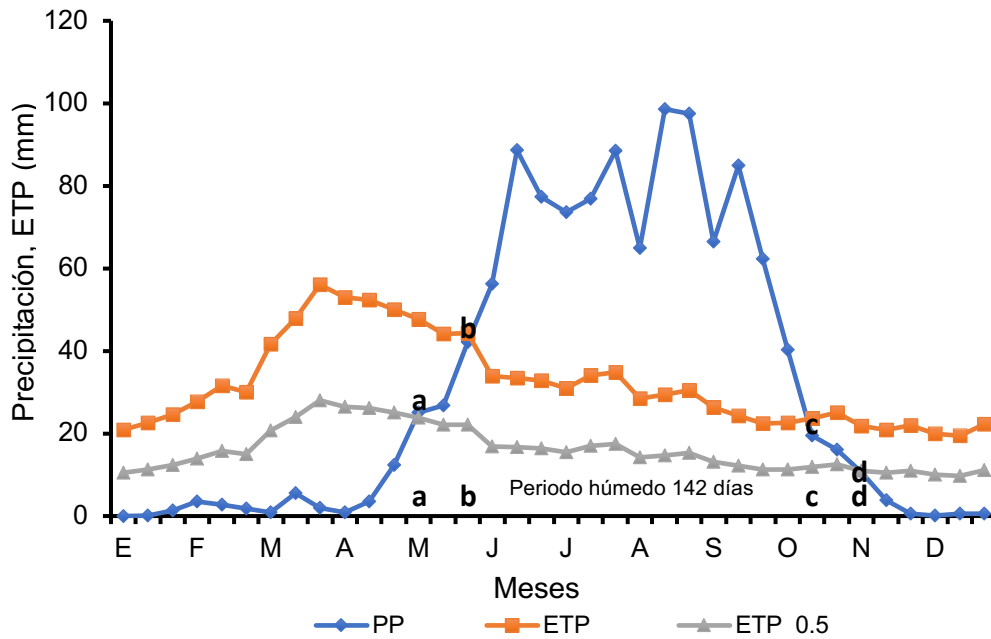 120
100
80
60
40
20
0
Precipitación, ETP (mm)
b
a
c
d
a b Periodo húmedo 142 días c d
E F M A M J J A S O N D
Meses
PP ETP ETP 0.5